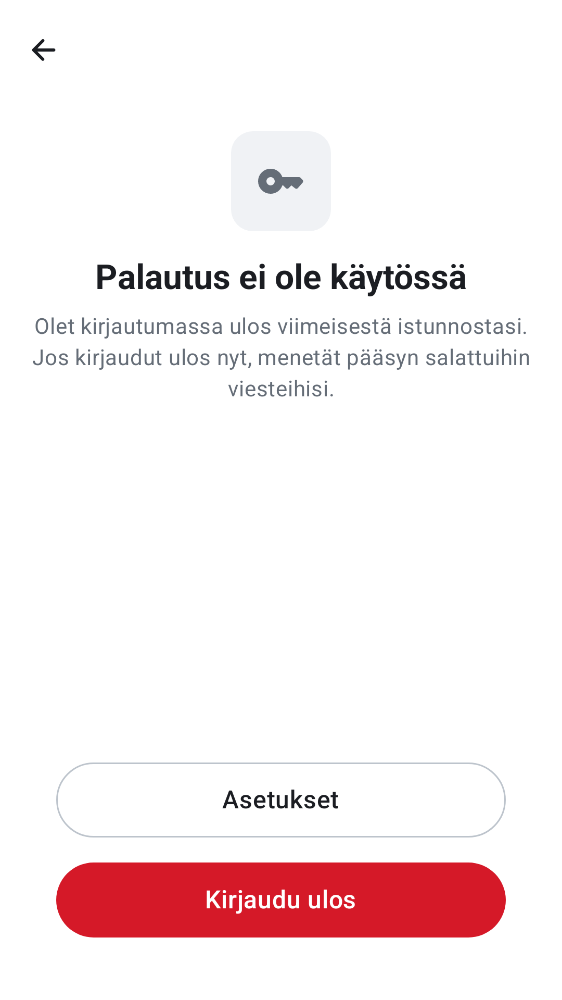 Palautus ei ole käytössä
Olet kirjautumassa ulos viimeisestä istunnostasi.
Jos kirjaudut ulos nyt, menetät pääsyn salattuihin
viesteihisi.
Asetukset
Kirjaudu ulos